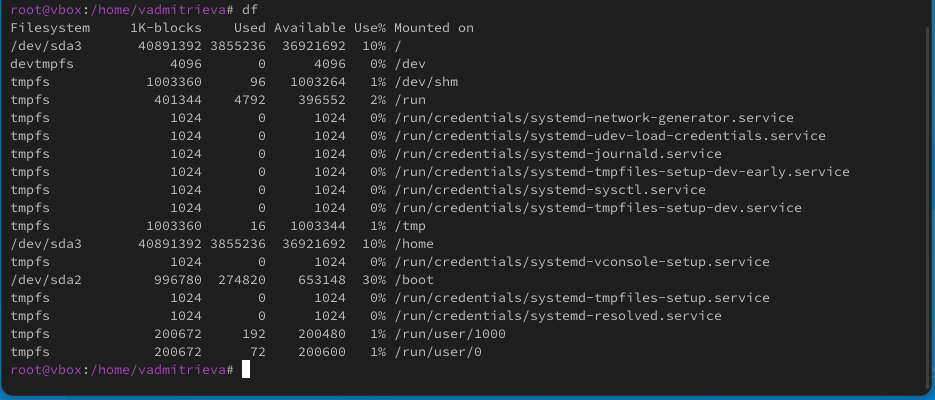 root@vbox:/home/vadmitrieva# df
Filesystem     1K-blocks    Used Available Use% Mounted on
/dev/sda3       40891392 3855236  36921692  10% /
devtmpfs            4096       0      4096   0% /dev
tmpfs            1003360      96   1003264   1% /dev/shm
tmpfs             401344    4792    396552   2% /run
tmpfs               1024       0      1024   0% /run/credentials/systemd-network-generator.service
tmpfs               1024       0      1024   0% /run/credentials/systemd-udev-load-credentials.service
tmpfs               1024       0      1024   0% /run/credentials/systemd-journald.service
tmpfs               1024       0      1024   0% /run/credentials/systemd-tmpfiles-setup-dev-early.service
tmpfs               1024       0      1024   0% /run/credentials/systemd-sysctl.service
tmpfs               1024       0      1024   0% /run/credentials/systemd-tmpfiles-setup-dev.service
tmpfs            1003360      16   1003344   1% /tmp
/dev/sda3       40891392 3855236  36921692  10% /home
tmpfs               1024       0      1024   0% /run/credentials/systemd-vconsole-setup.service
/dev/sda2         996780  274820    653148  30% /boot
tmpfs               1024       0      1024   0% /run/credentials/systemd-tmpfiles-setup.service
tmpfs               1024       0      1024   0% /run/credentials/systemd-resolved.service
tmpfs             200672     192    200480   1% /run/user/1000
tmpfs             200672      72    200600   1% /run/user/0
root@vbox:/home/vadmitrieva#